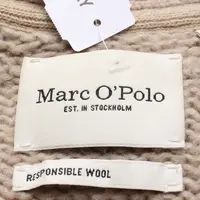 Marc O'Polo
EST. IN STOCKHOLM
RESPONSIBLE WOOL